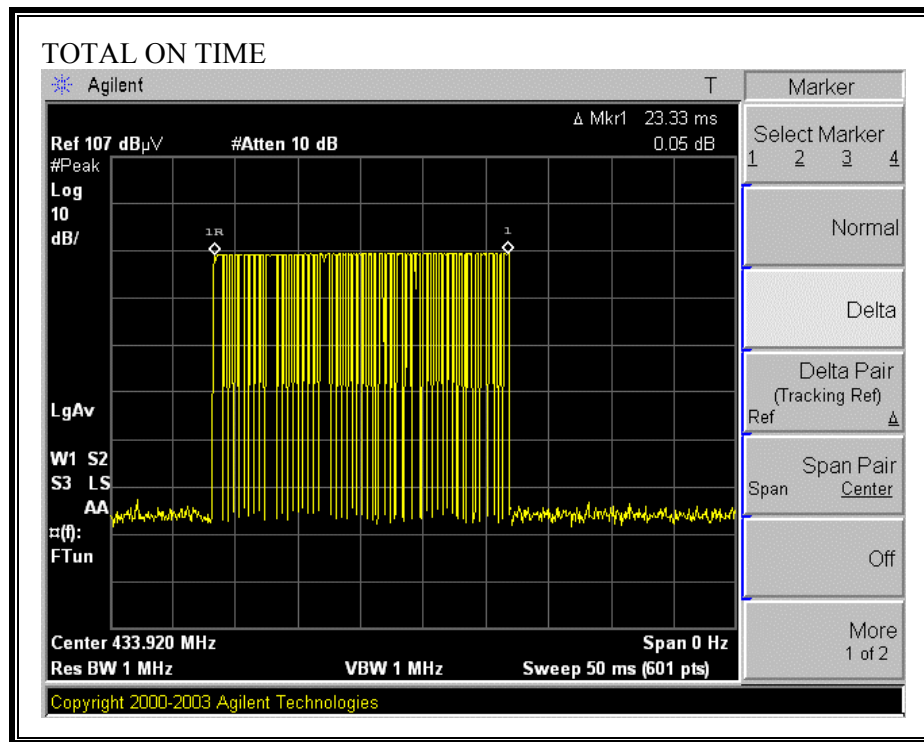 TOTAL ON TIME
Agilent T
Δ Mkr1 23.33 ms
Ref 107 dBμV #Atten 10 dB 0.05 dB
#Peak
Log
10
dB/
1R 1
LgAv
W1 S2
S3 LS
AA
¤(f):
FTun
Center 433.920 MHz Span 0 Hz
Res BW 1 MHz VBW 1 MHz Sweep 50 ms (601 pts)
Copyright 2000-2003 Agilent Technologies
Marker
Select Marker
1 2 3 4
Normal
Delta
Delta Pair
(Tracking Ref)
Ref Δ
Span Pair
Span Center
Off
More
1 of 2